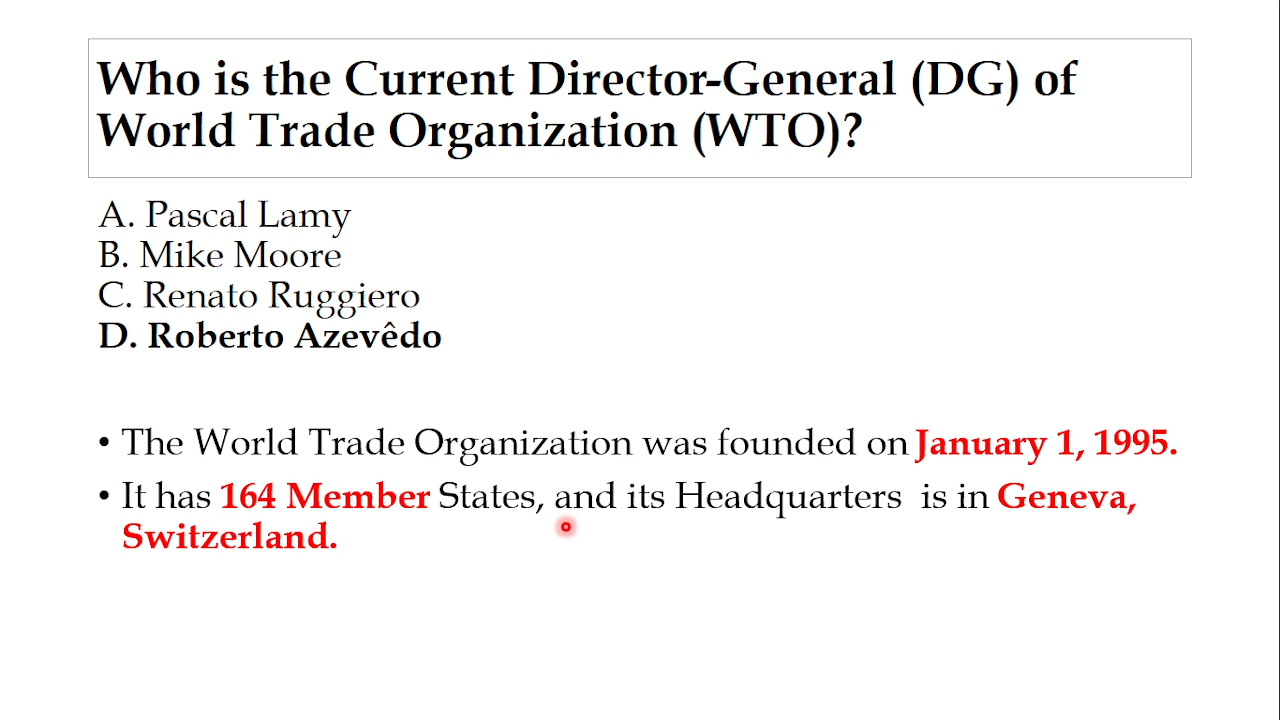 Who is the Current Director-General (DG) of
World Trade Organization (WTO)?
A. Pascal Lamy
B. Mike Moore
C. Renato Ruggiero
D. Roberto Azevêdo
• The World Trade Organization was founded on January 1, 1995.
• It has 164 Member States, and its Headquarters is in Geneva,
Switzerland.